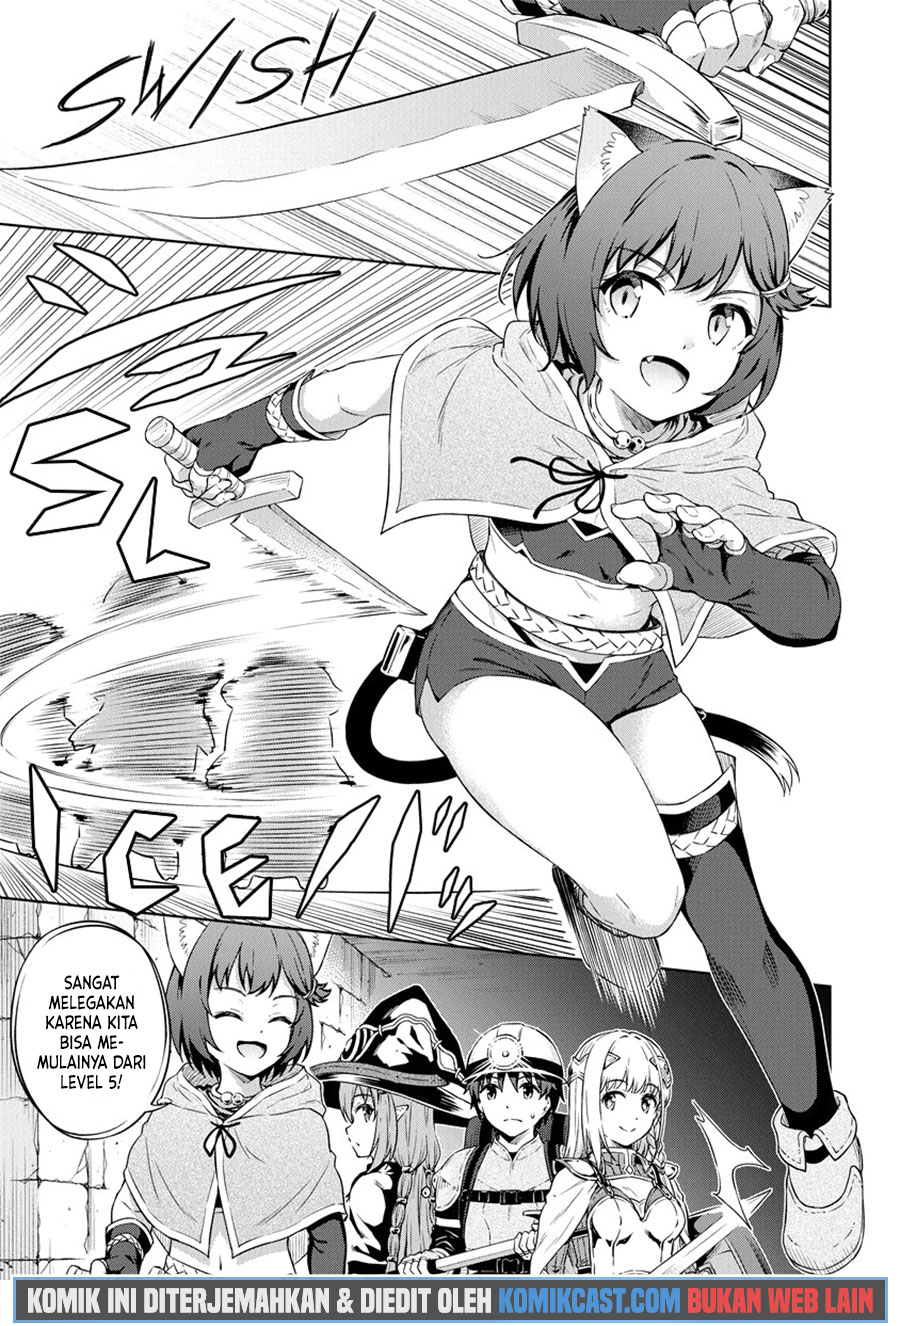 SWISH
SLICE
SANGAT
MELEGAKAN
KARENA KITA
BISA ME-
MULAINYA DARI
LEVEL 5!
KOMIK INI DITERJEMAHKAN & DIEDIT OLEH KOMIKCAST.COM BUKAN WEB LAIN